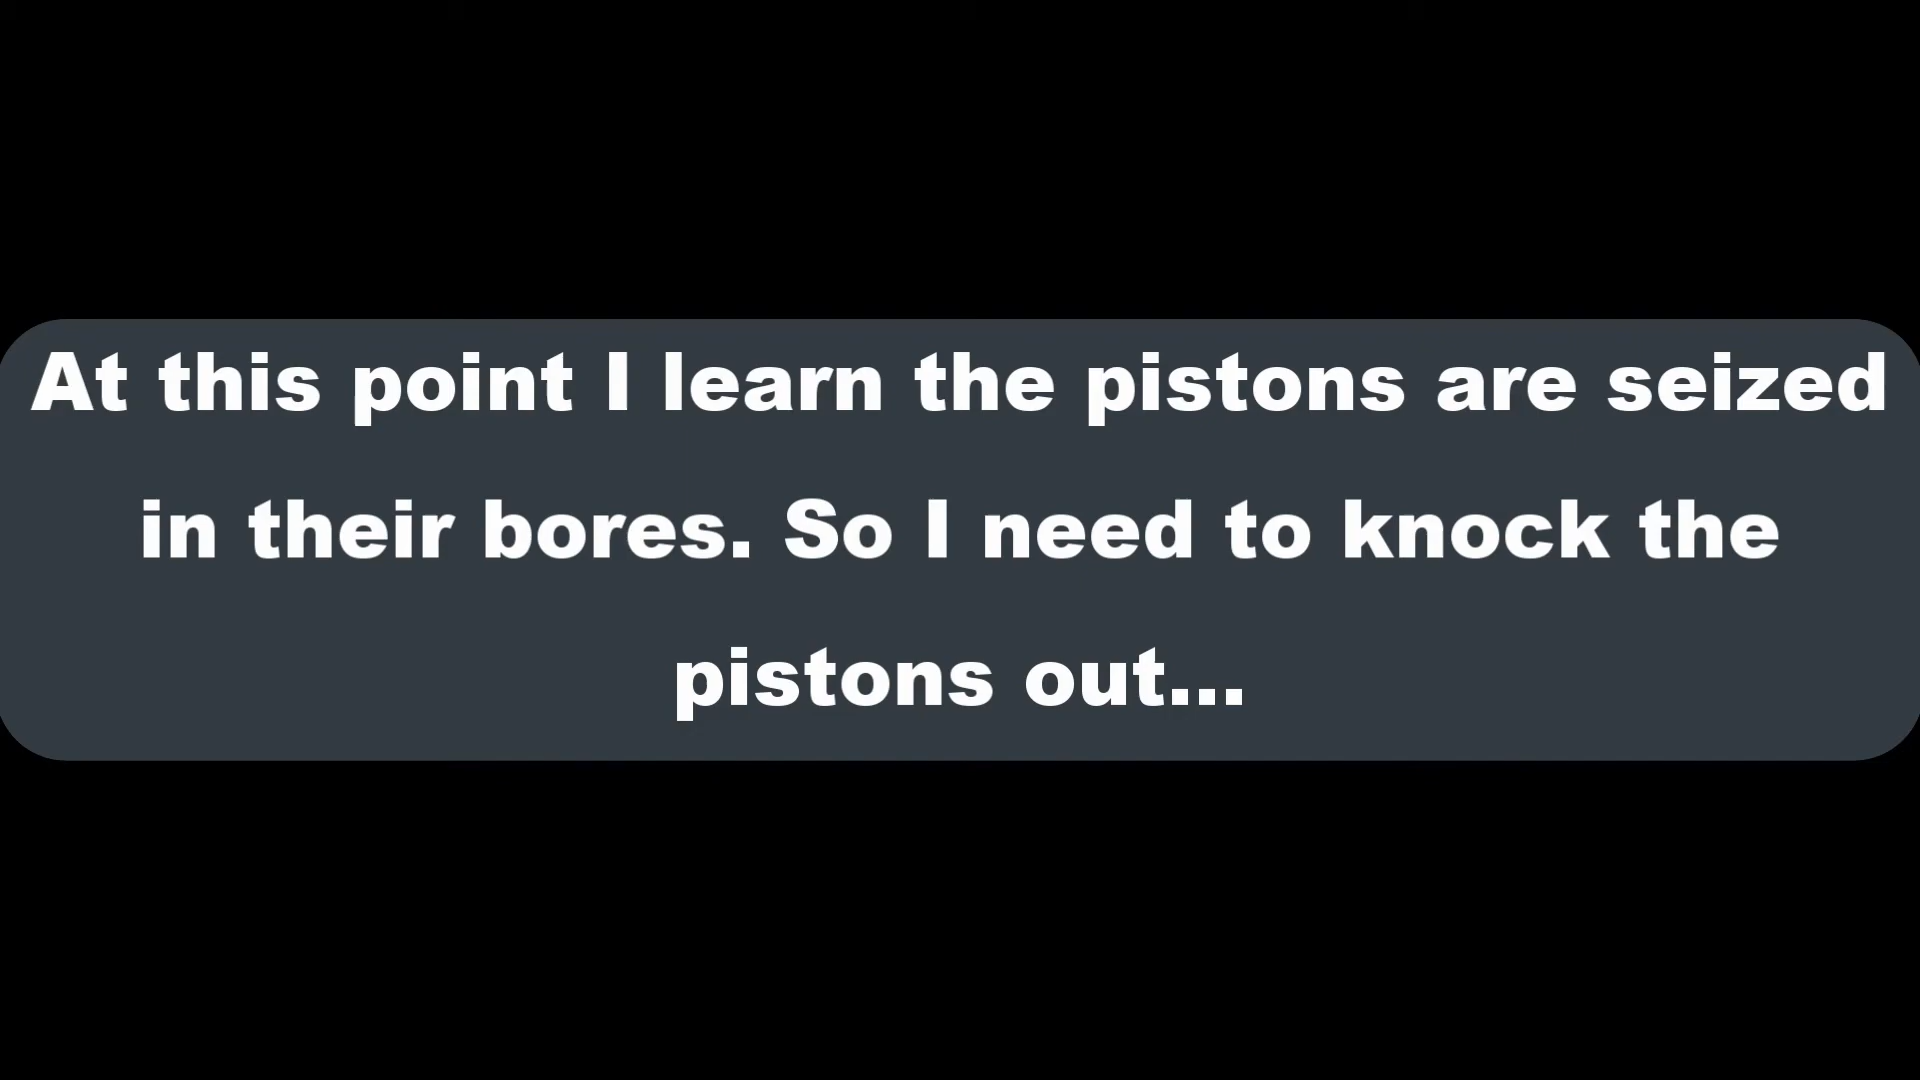 At this point I learn the pistons are seized
in their bores. So I need to knock the
pistons out...